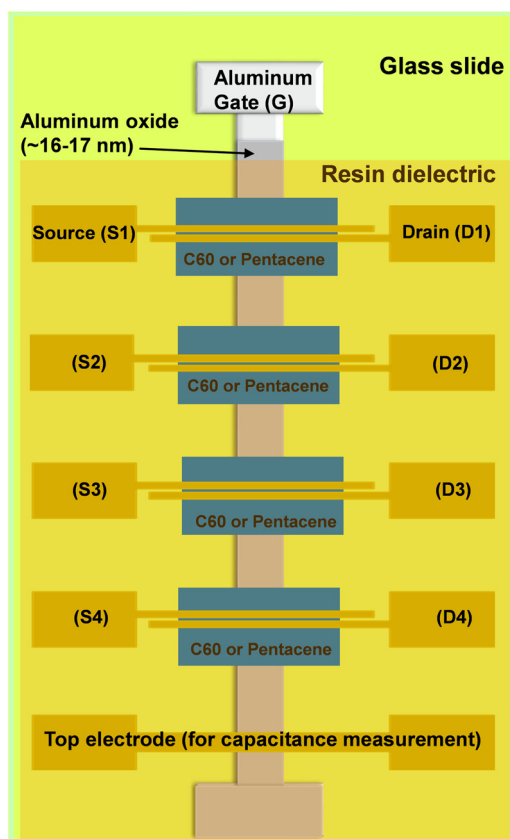 Glass slide
Aluminum
Gate (G)
Aluminum oxide
(~16-17 nm)
Resin dielectric
Source (S1)
Drain (D1)
C60 or Pentacene
(S2)
(D2)
C60 or Pentacene
(S3)
(D3)
C60 or Pentacene
(S4)
(D4)
C60 or Pentacene
Top electrode (for capacitance measurement)